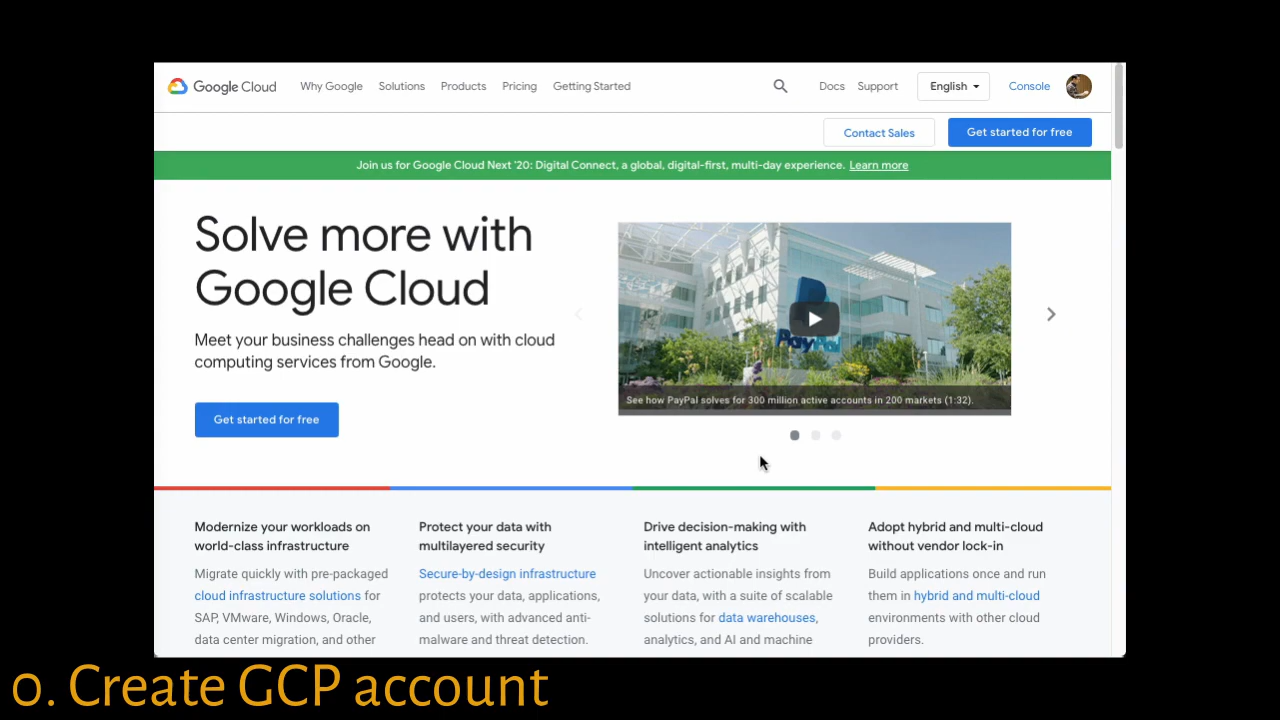 Google Cloud Why Google Solutions Products Pricing Getting Started Docs Support English Console
Contact Sales Get started for free
Join us for Google Cloud Next '20: Digital Connect, a global, digital-first, multi-day experience. Learn more
Solve more with
Google Cloud
Meet your business challenges head on with cloud
computing services from Google.
Get started for free
PayPal
See how PayPal solves for 300 million active accounts in 200 markets (1:32).
Modernize your workloads on
world-class infrastructure
Migrate quickly with pre-packaged
cloud infrastructure solutions for
SAP, VMware, Windows, Oracle,
data center migration, and other
Protect your data with
multilayered security
Secure-by-design infrastructure
protects your data, applications,
and users, with advanced anti-
malware and threat detection.
Drive decision-making with
intelligent analytics
Uncover actionable insights from
your data, with a suite of scalable
solutions for data warehouses,
analytics, and AI and machine
Adopt hybrid and multi-cloud
without vendor lock-in
Build applications once and run
them in hybrid and multi-cloud
environments with other cloud
providers.
0. Create GCP account